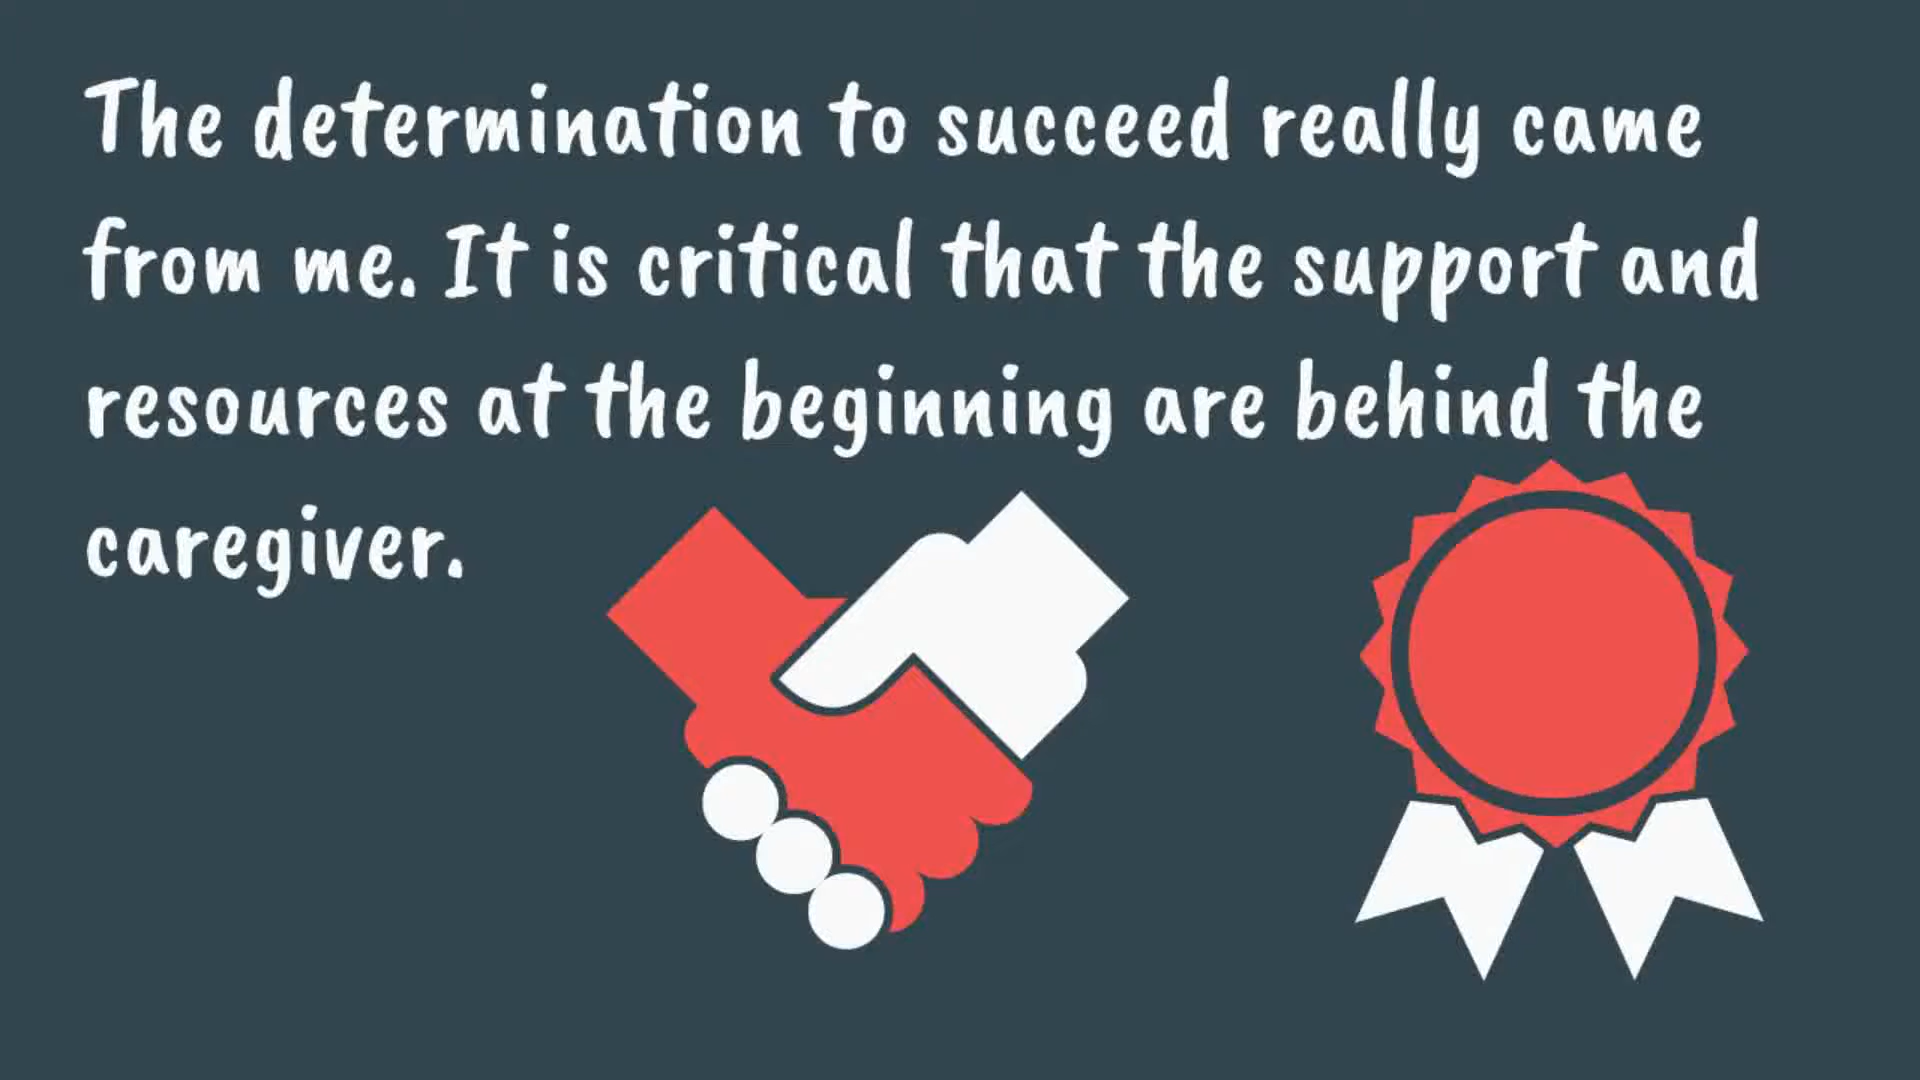 The determination to succeed really came
from me. It is critical that the support and
resources at the beginning are behind the
caregiver.